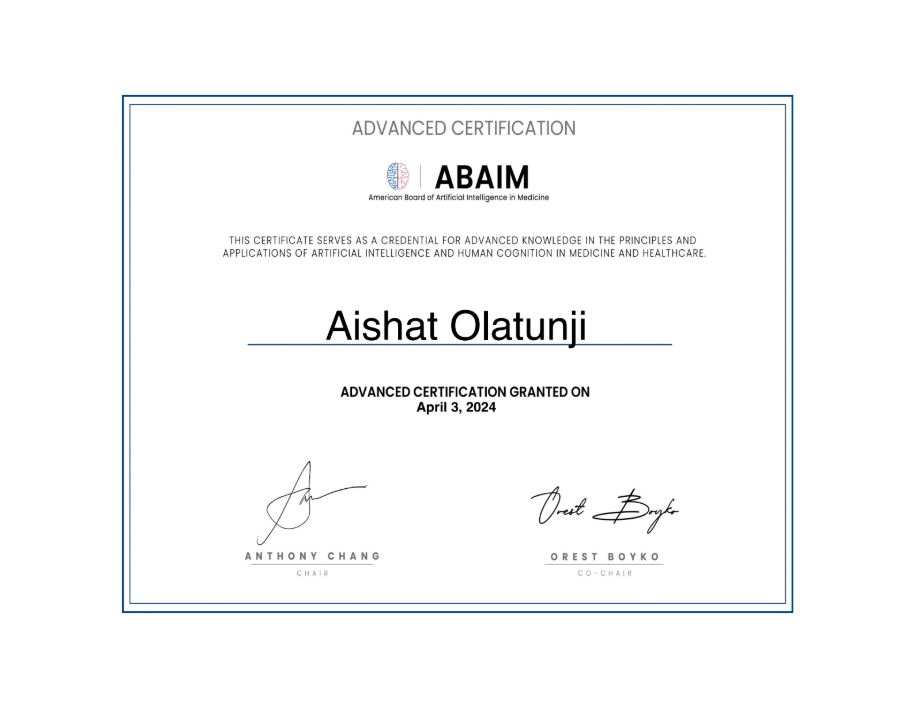 ADVANCED CERTIFICATION
ABAIM
American Board of Artificial Intelligence in Medicine
THIS CERTIFICATE SERVES AS A CREDENTIAL FOR ADVANCED KNOWLEDGE IN THE PRINCIPLES AND
APPLICATIONS OF ARTIFICIAL INTELLIGENCE AND HUMAN COGNITION IN MEDICINE AND HEALTHCARE.
Aishat Olatunji
ADVANCED CERTIFICATION GRANTED ON
April 3, 2024
Orest Boyko
ANTHONY CHANG
OREST BOYKO
CHAIR
CO-CHAIR